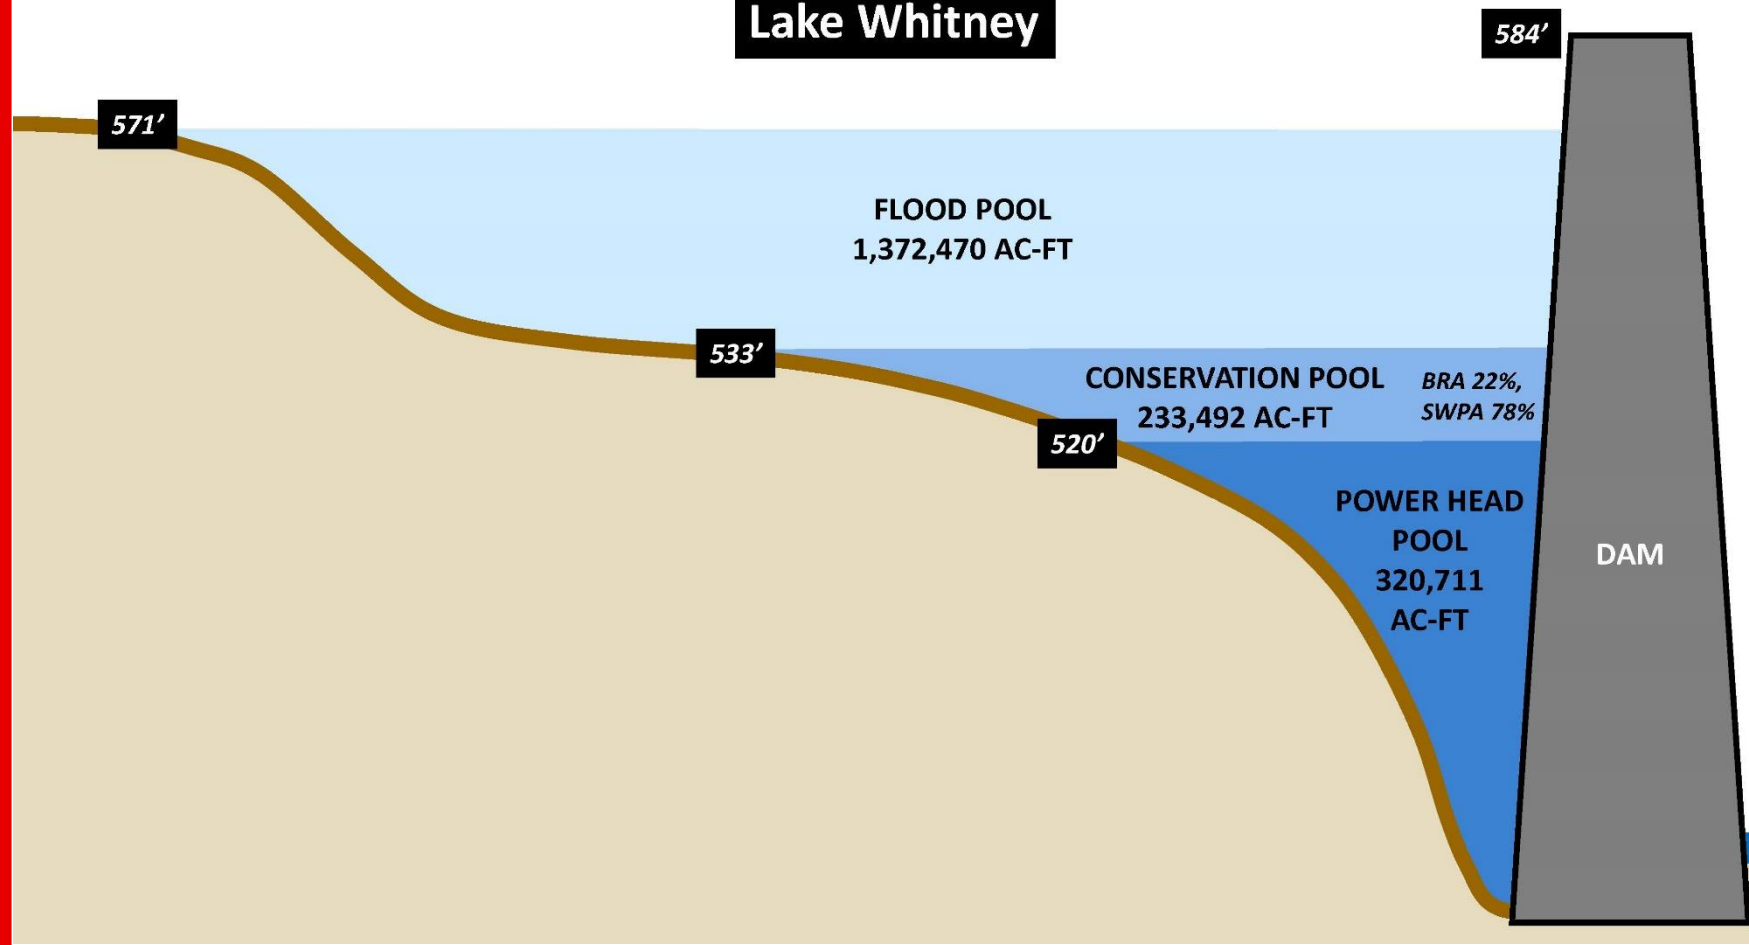 Lake Whitney
584’
571’
FLOOD POOL
1,372,470 AC-FT
533’
CONSERVATION POOL
233,492 AC-FT
BRA 22%,
SWPA 78%
520’
POWER HEAD
POOL
320,711
AC-FT
DAM